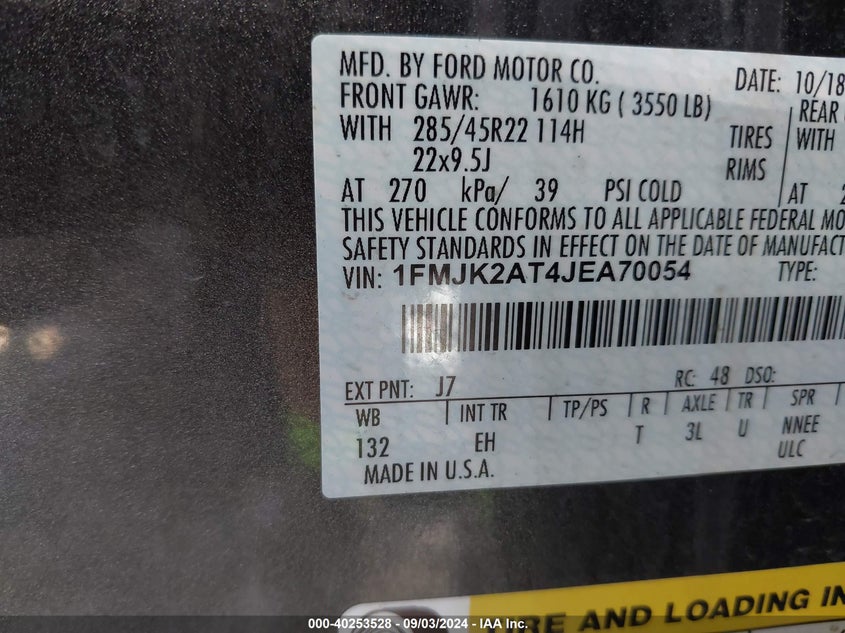 MFD. BY FORD MOTOR CO. DATE: 10/18
FRONT GAWR: 1610 KG ( 3550 LB) REAR
WITH 285/45R22 114H TIRES WITH
22x9.5J RIMS
AT 270 kPa/ 39 PSI COLD AT 2
THIS VEHICLE CONFORMS TO ALL APPLICABLE FEDERAL MO
SAFETY STANDARDS IN EFFECT ON THE DATE OF MANUFACT
VIN: 1FMJK2AT4JEA70054 TYPE:
EXT PNT: J7 RC: 48 DSO:
WB INT TR TP/PS R AXLE TR SPR
132 EH T 3L U NNEE
ULC
MADE IN U.S.A.
TIRE AND LOADING IN
000-40253528 - 09/03/2024 - IAA Inc.